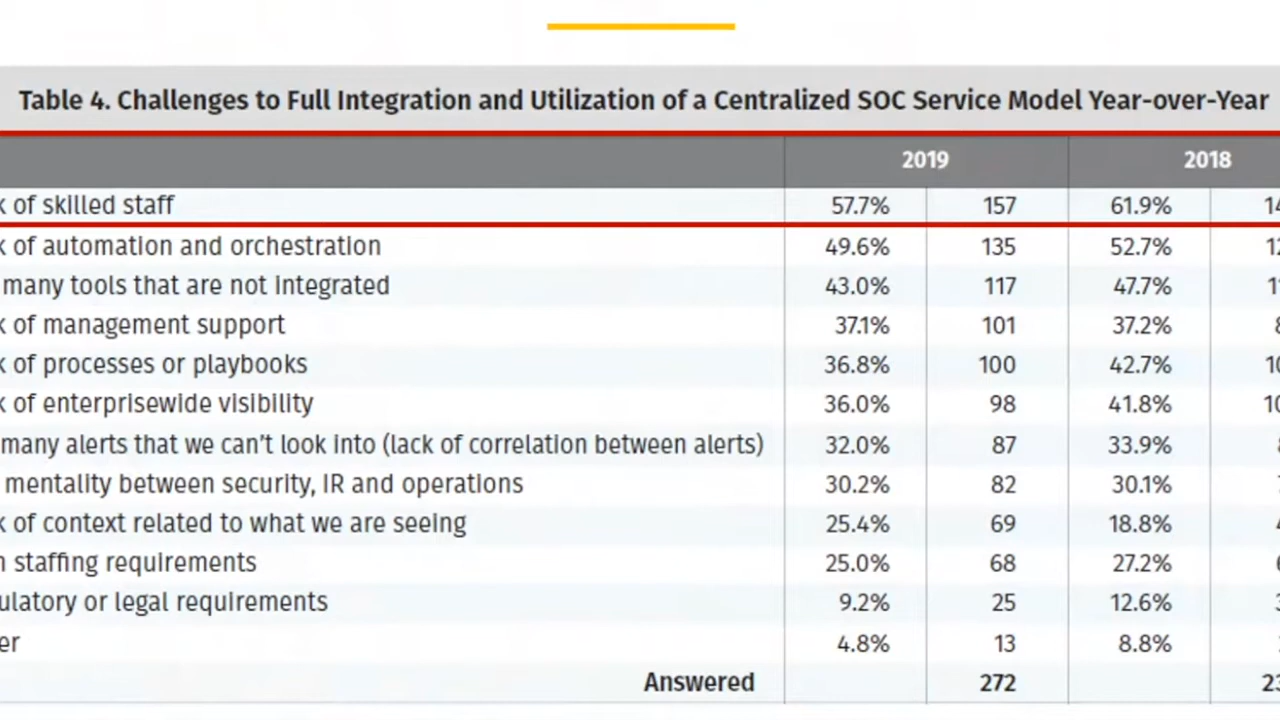 Table 4. Challenges to Full Integration and Utilization of a Centralized SOC Service Model Year-over-Year
2019 2018
of skilled staff 57.7% 157 61.9%
of automation and orchestration 49.6% 135 52.7%
many tools that are not Integrated 43.0% 117 47.7%
of management support 37.1% 101 37.2%
of processes or playbooks 36.8% 100 42.7%
of enterprisewide visibility 36.0% 98 41.8%
many alerts that we can't look into (lack of correlation between alerts) 32.0% 87 33.9%
mentality between security, IR and operations 30.2% 82 30.1%
of context related to what we are seeing 25.4% 69 18.8%
staffing requirements 25.0% 68 27.2%
or legal requirements 9.2% 25 12.6%
4.8% 13 8.8%
Answered 272